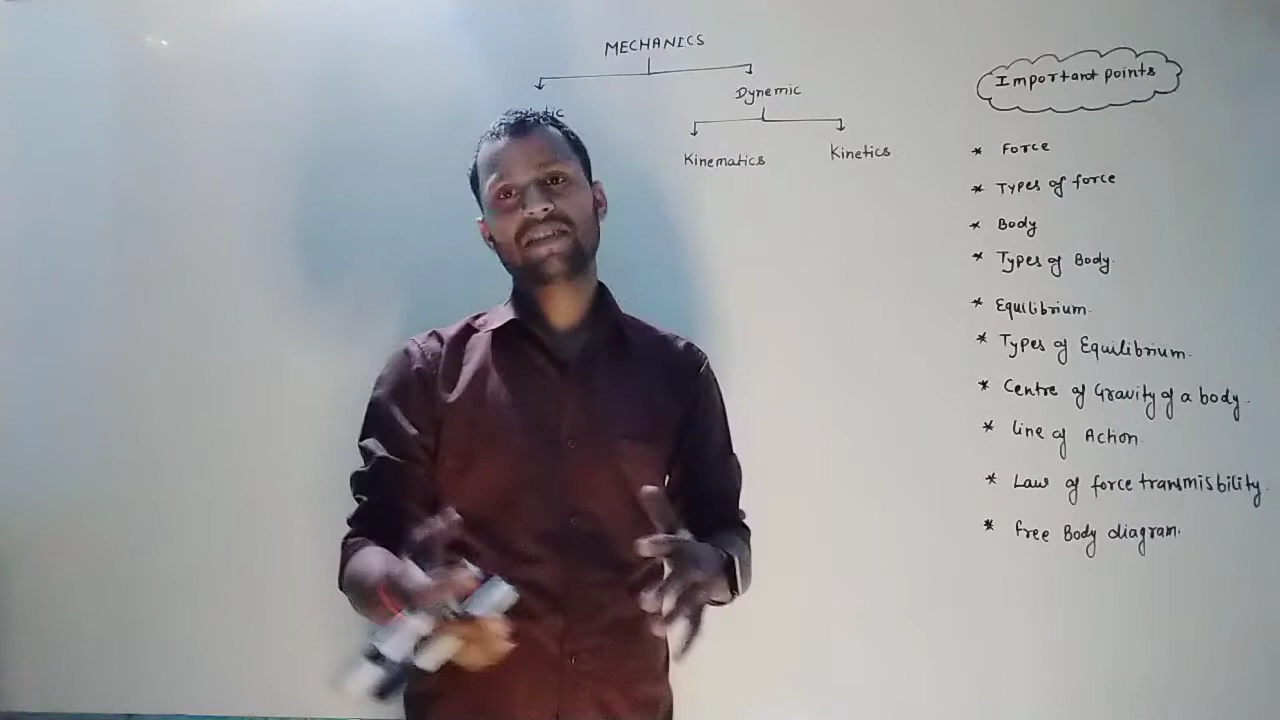 MECHANICS
Dynemic
Kinematics
Kinetics
Important points
* Force
* Types of force
* Body
* Types of Body.
* Equilibrium.
* Types of Equilibrium.
* Centre of Gravity of a body.
* line of Action.
* Law of force transmisbility.
* free Body diagram.